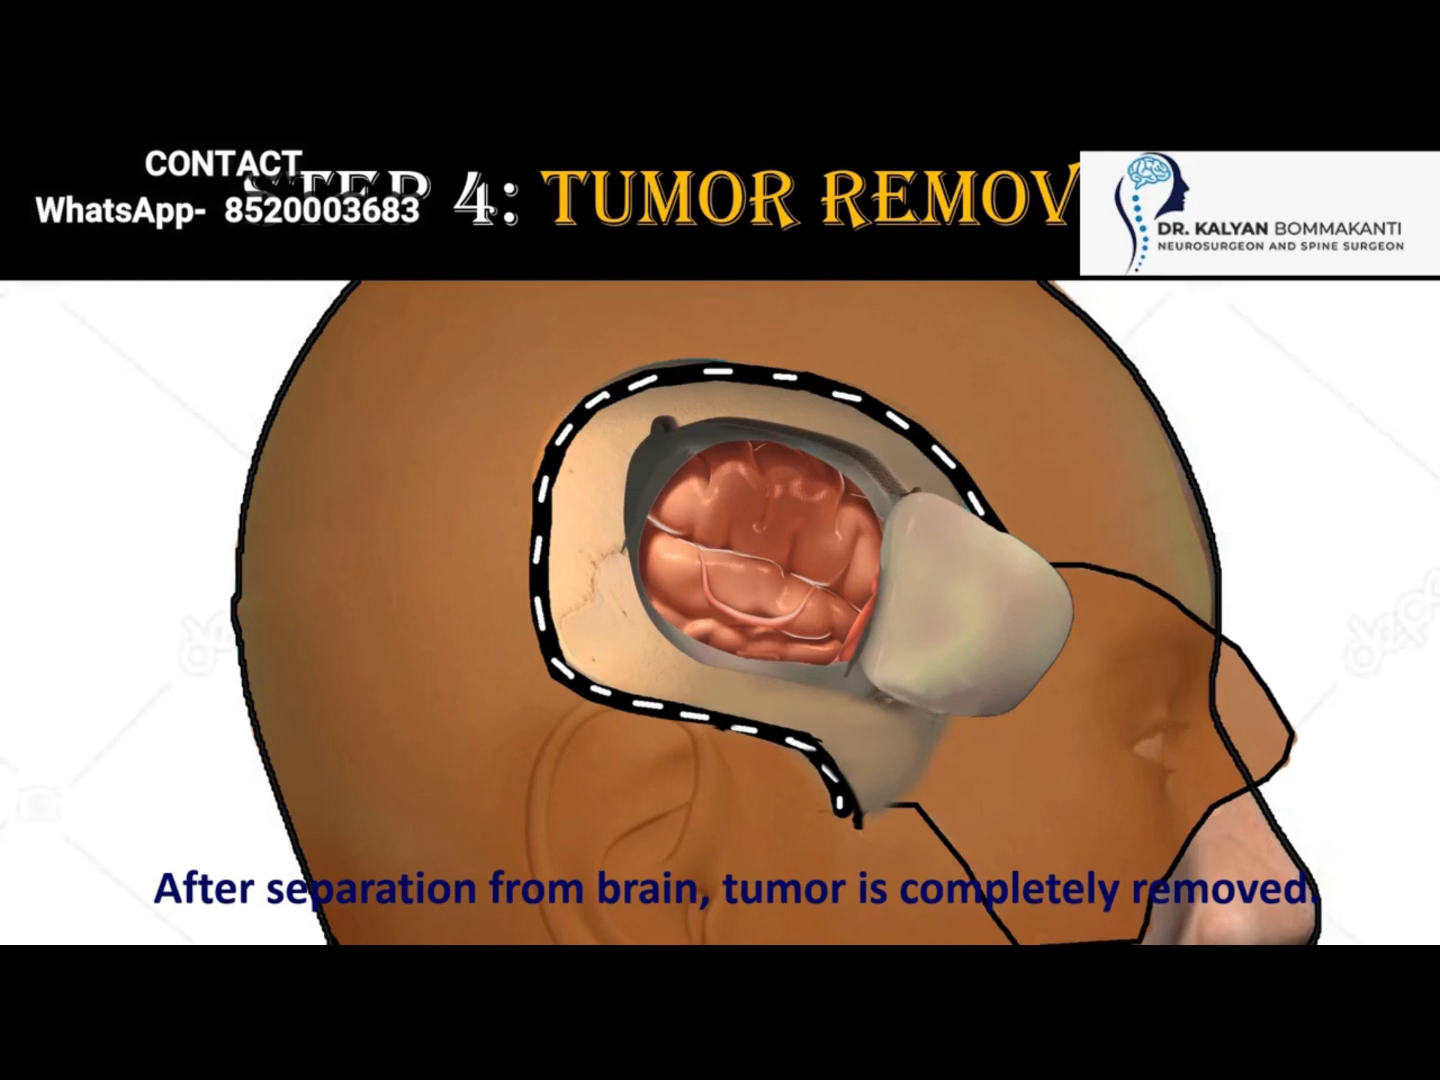 CONTACT
WhatsApp- 8520003683
STEP 4: TUMOR REMOV
DR. KALYAN BOMMAKANTI
NEUROSURGEON AND SPINE SURGEON
After separation from brain, tumor is completely removed.